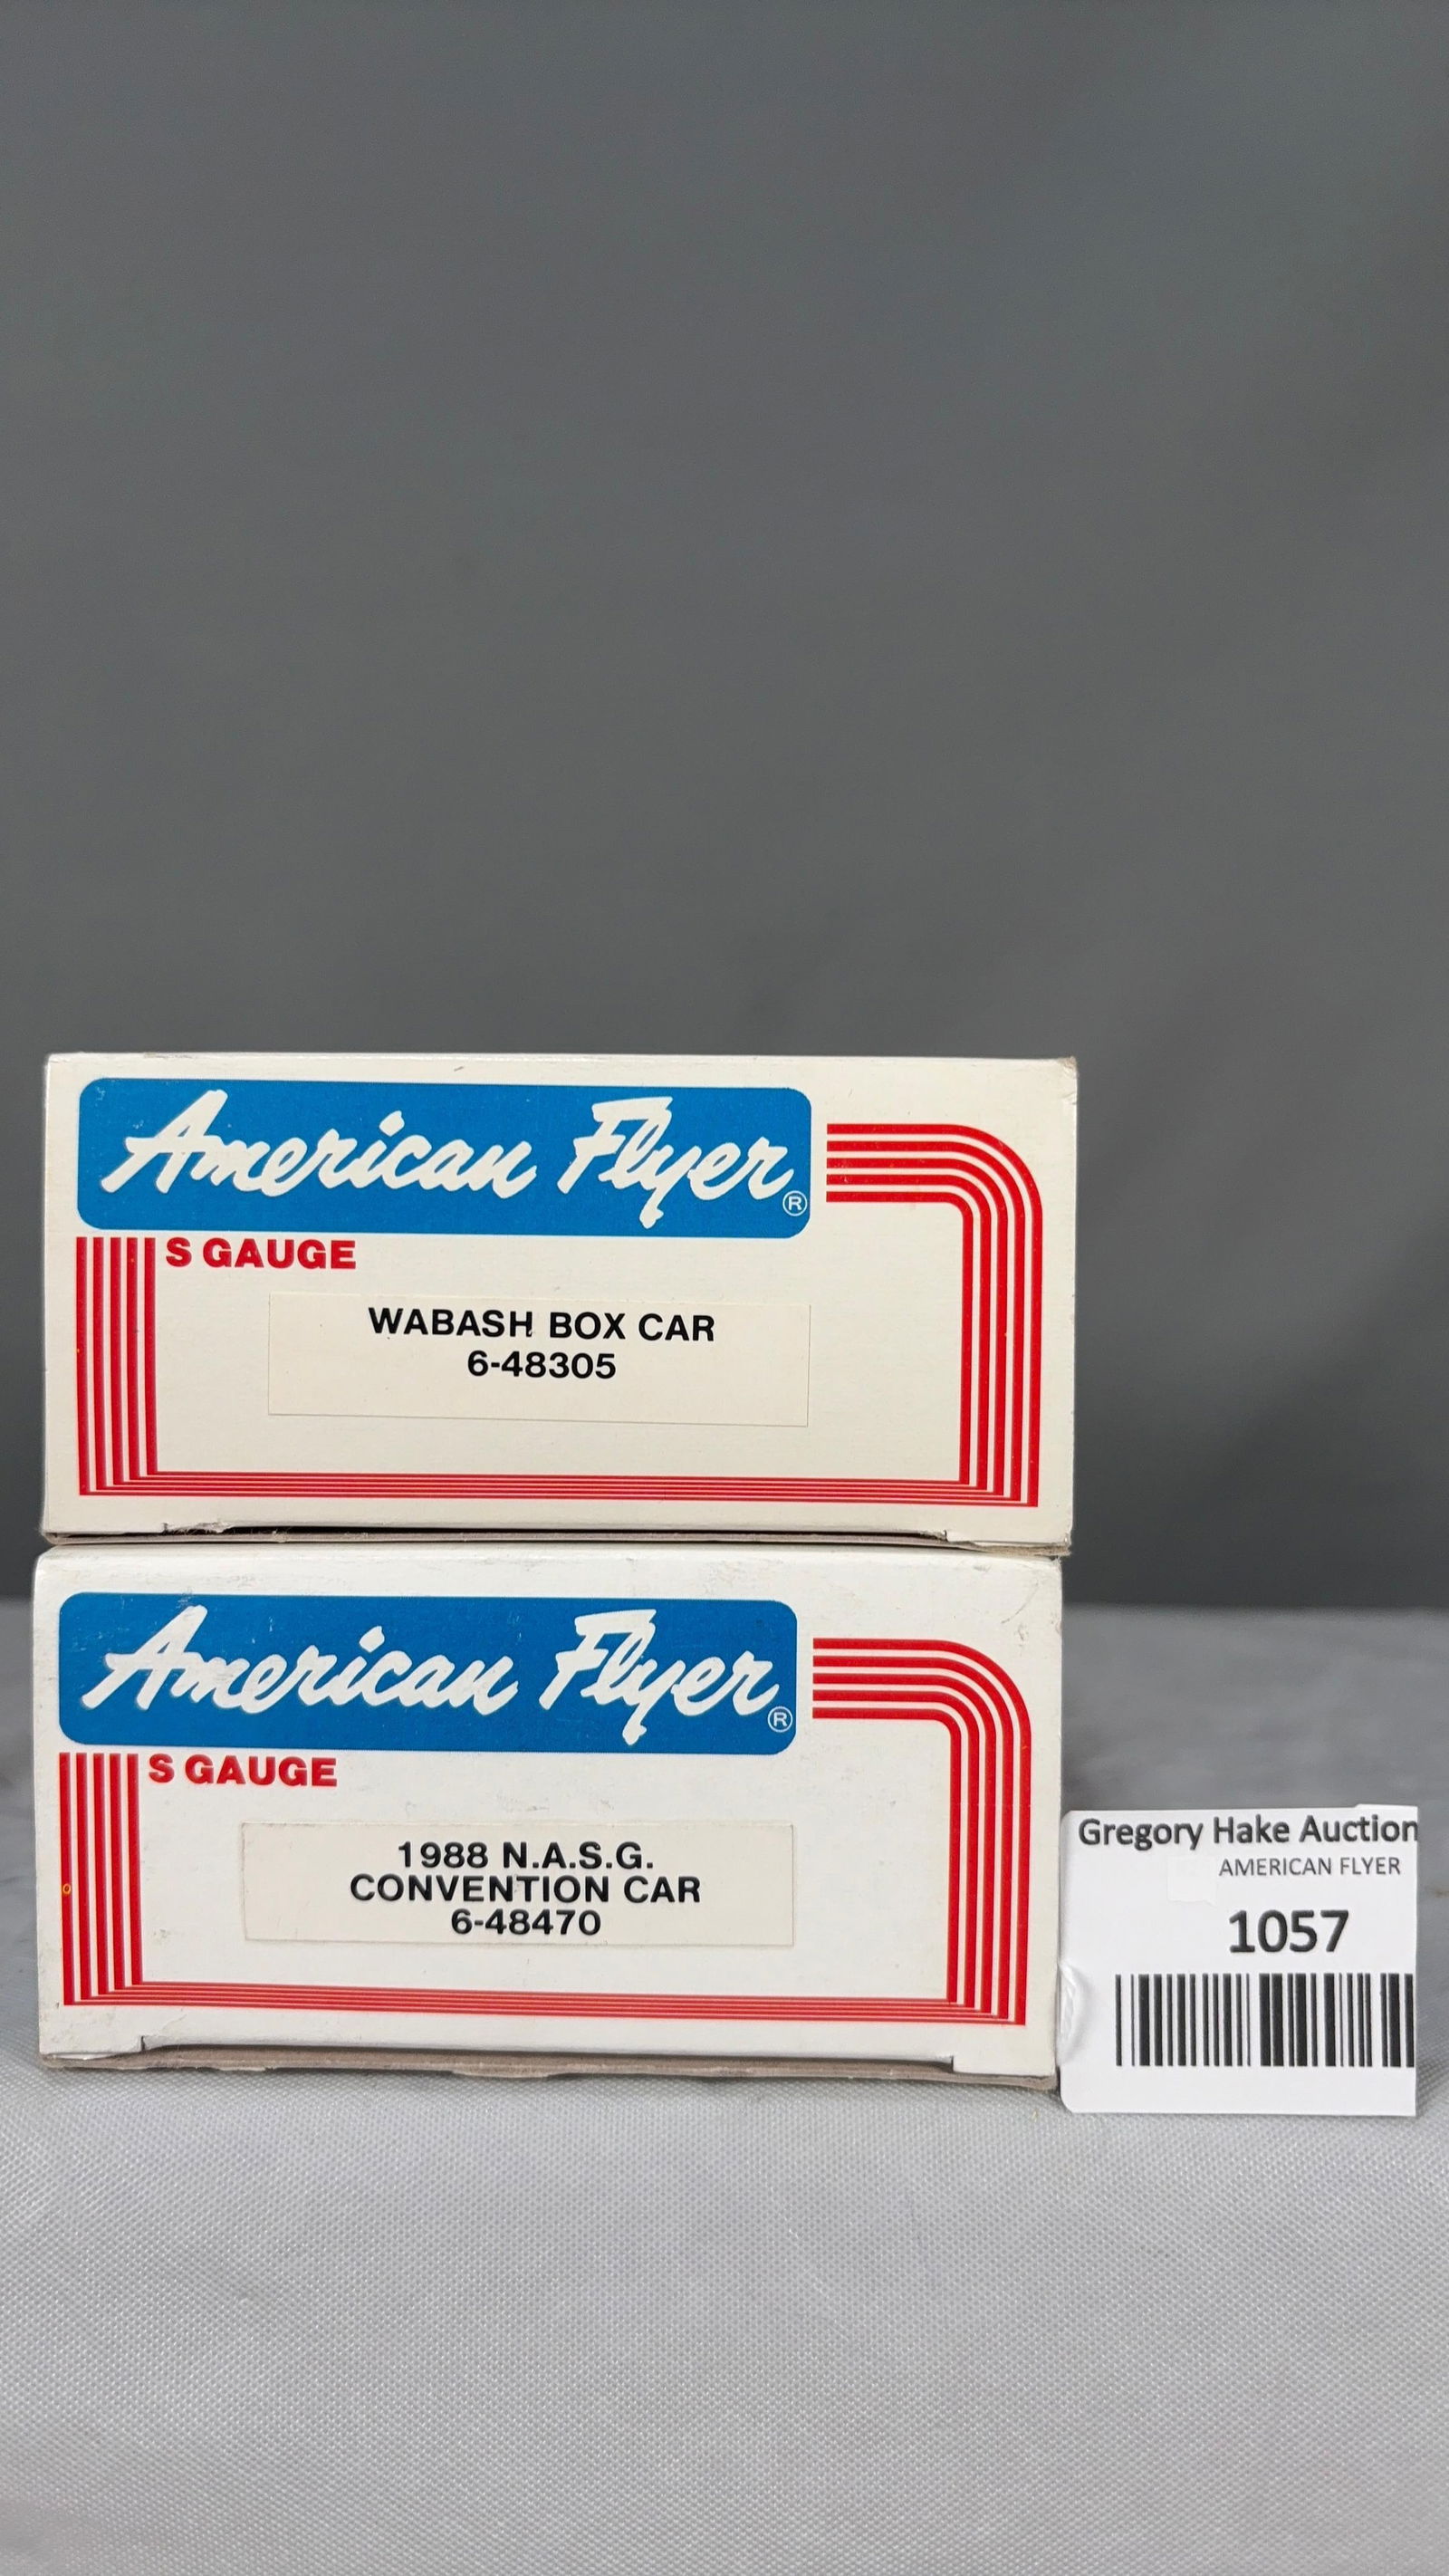 American Flyer®
S GAUGE
WABASH BOX CAR
6-48305
American Flyer®
S GAUGE
1988 N.A.S.G.
CONVENTION CAR
6-48470
Gregory Hake Auction
AMERICAN FLYER
1057